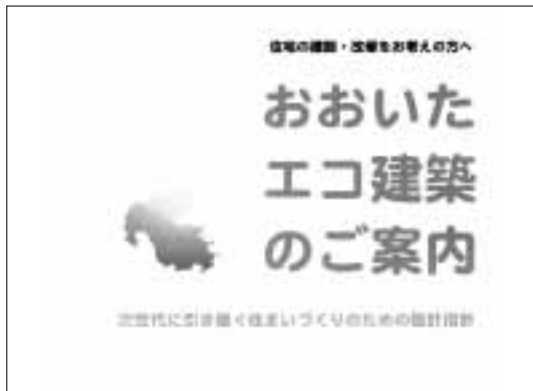 住宅の建設・改修をお考えの方へ
おおいた
エコ建築
のご案内
次世代に引き継ぐ住まいづくりのための設計指針